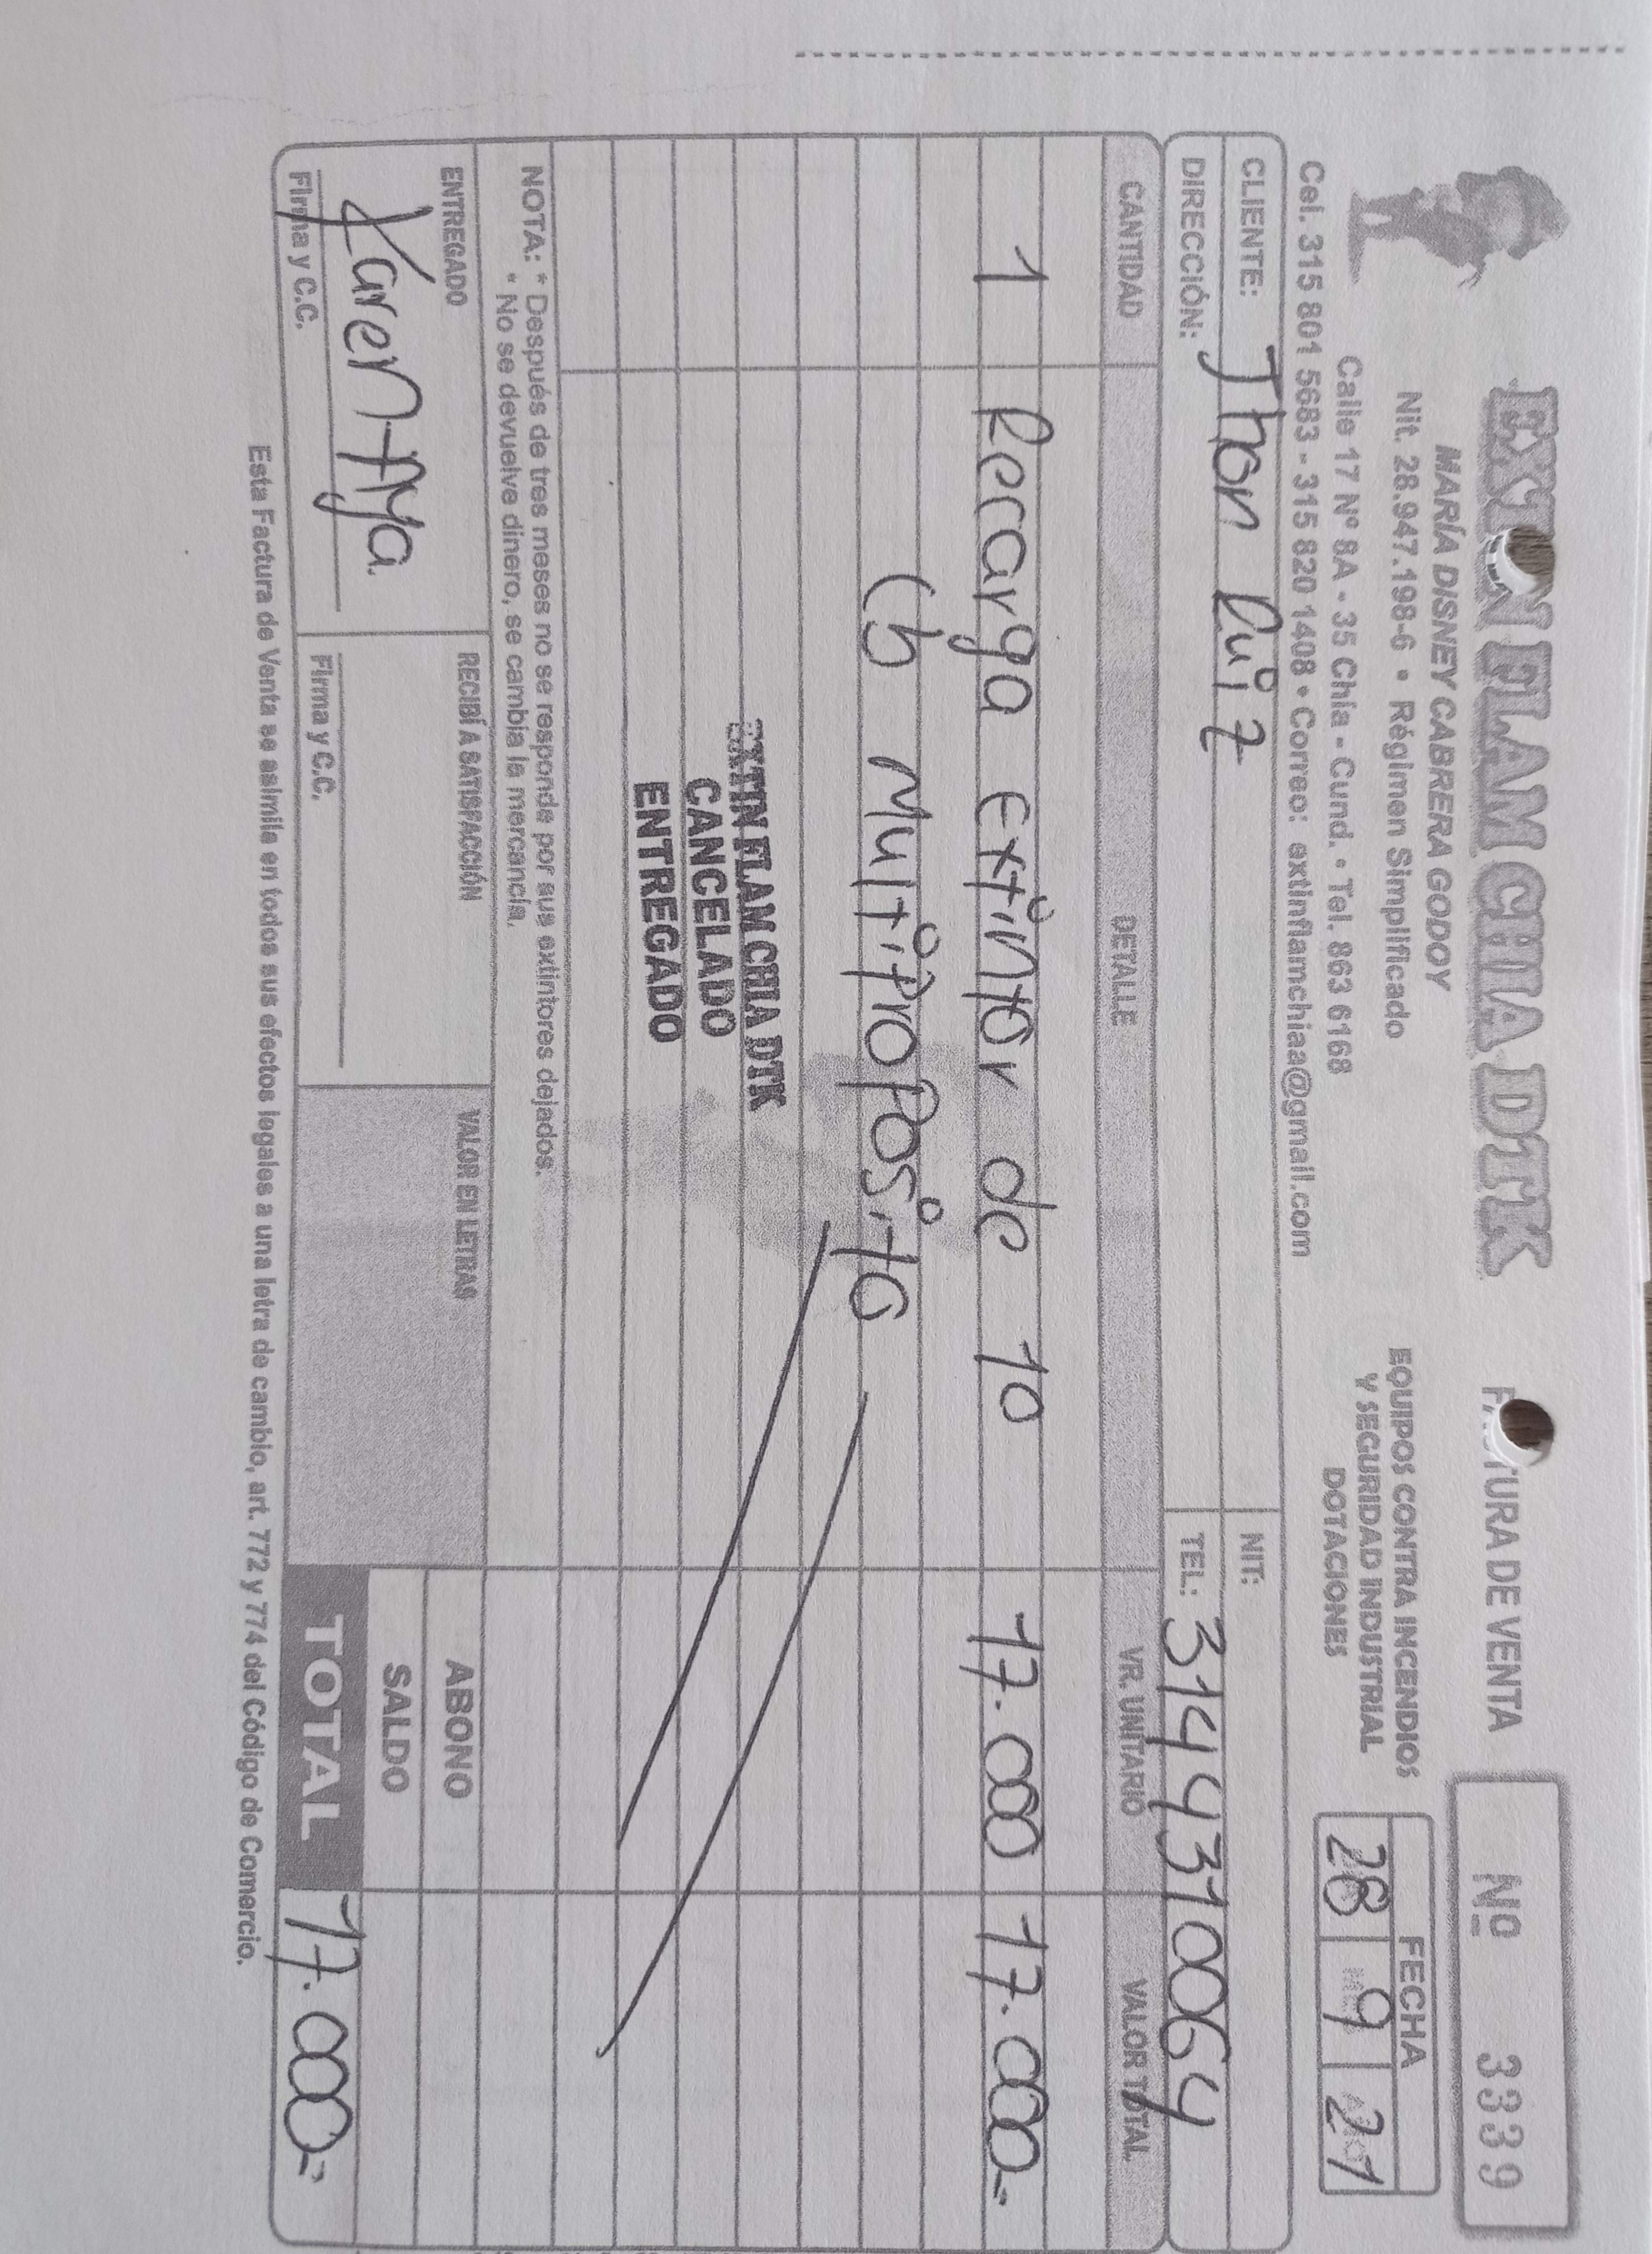 EXTIN FLAM CHIA DTK
MARÍA DISNEY CABRERA GODOY
Nit. 28.947.198-6 • Régimen Simplificado
Calle 17 Nº 8A - 35 Chía - Cund. • Tel. 863 6168
Cel. 315 801 5683 - 315 820 1408 • Correo: extinflamchiaa@gmail.com
FACTURA DE VENTA
EQUIPOS CONTRA INCENDIOS
Y SEGURIDAD INDUSTRIAL
DOTACIONES
Nº 3339
FECHA
28 9 21
CLIENTE: Jhon Ruiz NIT:
DIRECCIÓN: TEL: 3144310064
CANTIDAD DETALLE VR. UNITARIO VALOR TOTAL
1 Recarga Extintor de 10 17.000 17.000=
Lb Multiproposito
EXTIN FLAM CHIA DTK
CANCELADO
ENTREGADO
NOTA: * Después de tres meses no se responde por sus extintores dejados.
* No se devuelve dinero, se cambia la mercancía.
ENTREGADO RECIBÍ A SATISFACCIÓN VALOR EN LETRAS ABONO
Karen Aya. SALDO
Firma y C.C. Firma y C.C. TOTAL 17.000=
Esta Factura de Venta se asimila en todos sus efectos legales a una letra de cambio, art. 772 y 774 del Código de Comercio.